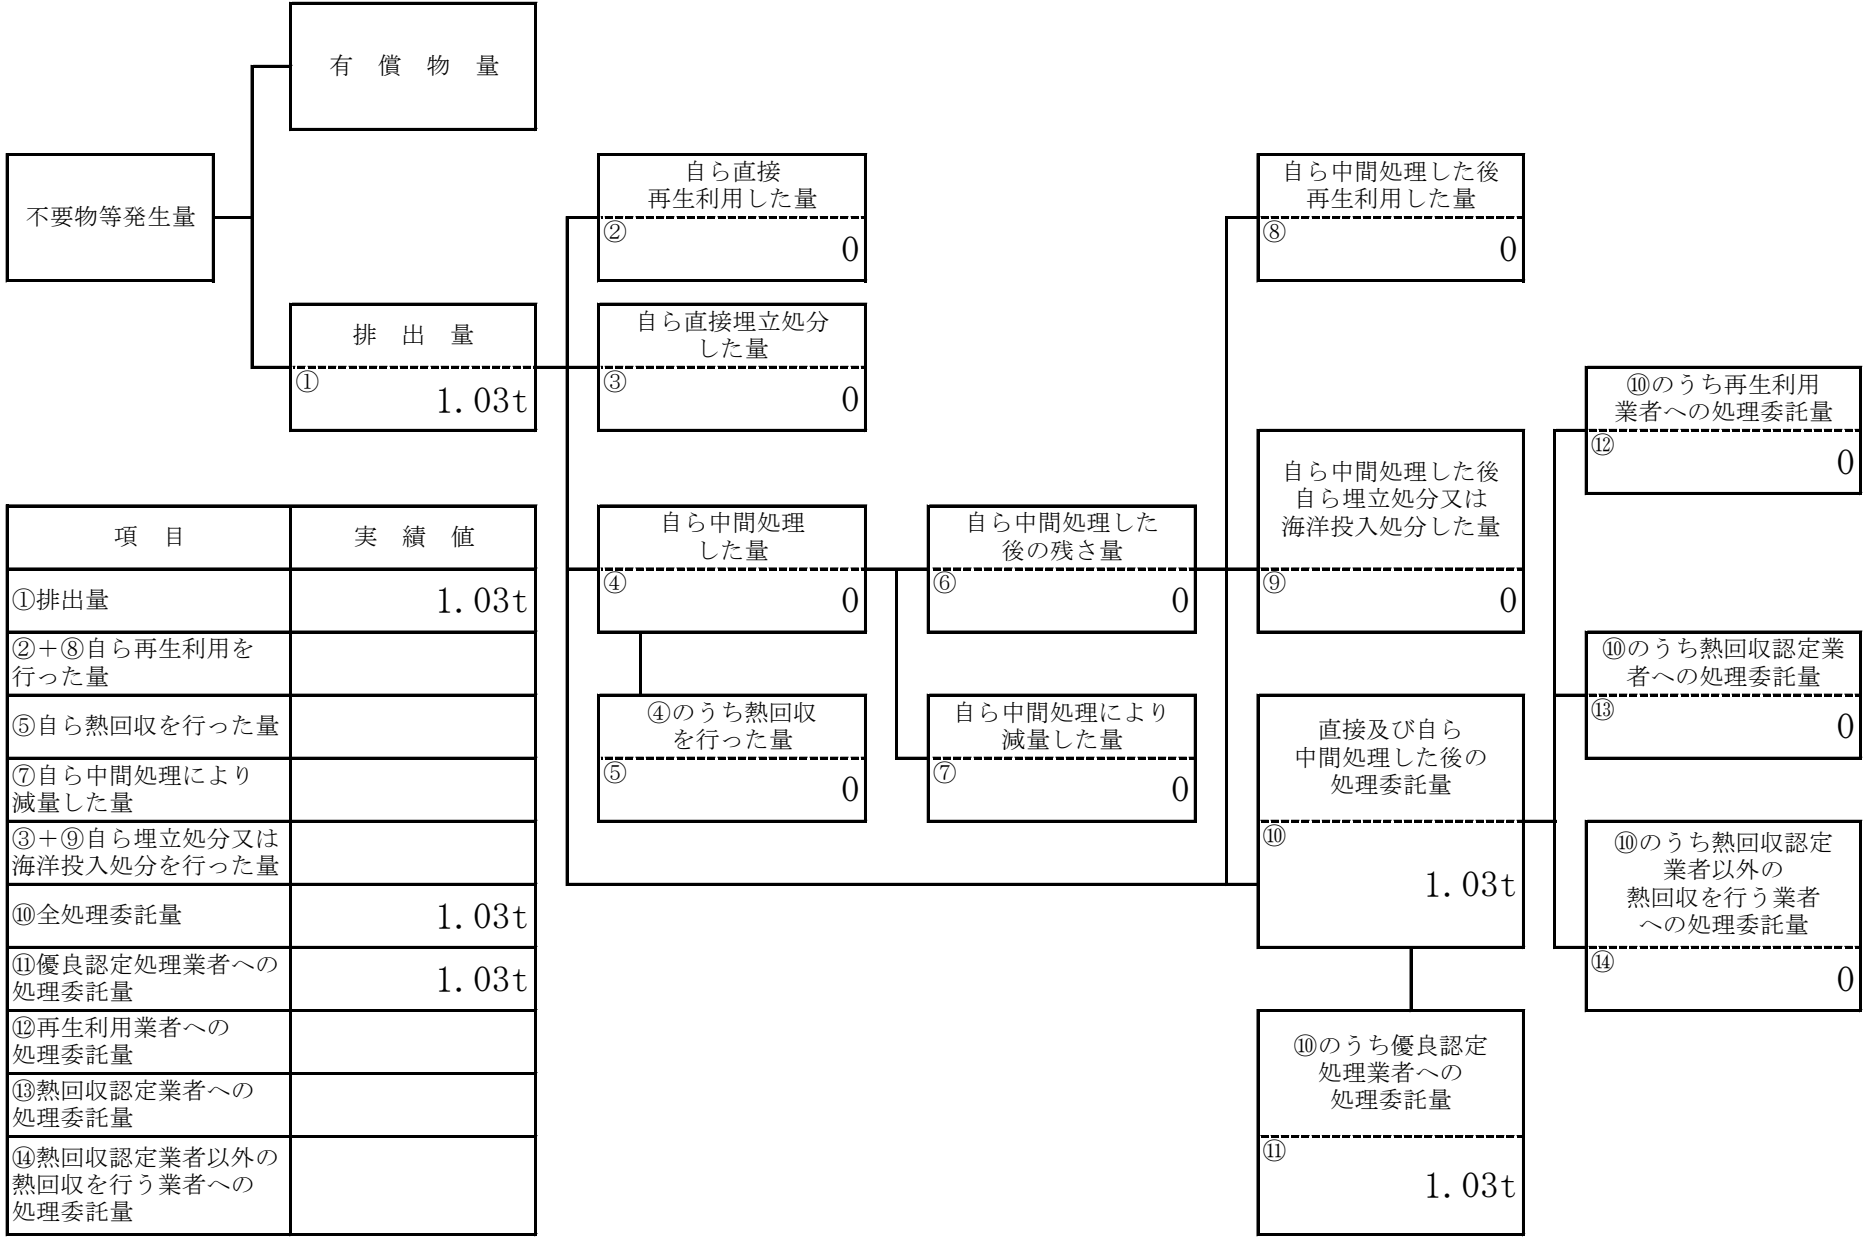 有　償　物　量
不要物等発生量
排　出　量
①
1.03t
自ら直接
再生利用した量
②
0
自ら直接埋立処分
した量
③
0
自ら中間処理
した量
④
0
④のうち熱回収
を行った量
⑤
0
自ら中間処理した
後の残さ量
⑥
0
自ら中間処理により
減量した量
⑦
0
自ら中間処理した後
再生利用した量
⑧
0
自ら中間処理した後
自ら埋立処分又は
海洋投入処分した量
⑨
0
直接及び自ら
中間処理した後の
処理委託量
⑩
1.03t
⑩のうち優良認定
処理業者への
処理委託量
⑪
1.03t
⑩のうち再生利用
業者への処理委託量
⑫
0
⑩のうち熱回収認定業
者への処理委託量
⑬
0
⑩のうち熱回収認定
業者以外の
熱回収を行う業者
への処理委託量
⑭
0
項　目　実　績　値
①排出量　1.03t
②＋⑧自ら再生利用を
行った量
⑤自ら熱回収を行った量
⑦自ら中間処理により
減量した量
③＋⑨自ら埋立処分又は
海洋投入処分を行った量
⑩全処理委託量　1.03t
⑪優良認定処理業者への
処理委託量　1.03t
⑫再生利用業者への
処理委託量
⑬熱回収認定業者への
処理委託量
⑭熱回収認定業者以外の
熱回収を行う業者への
処理委託量